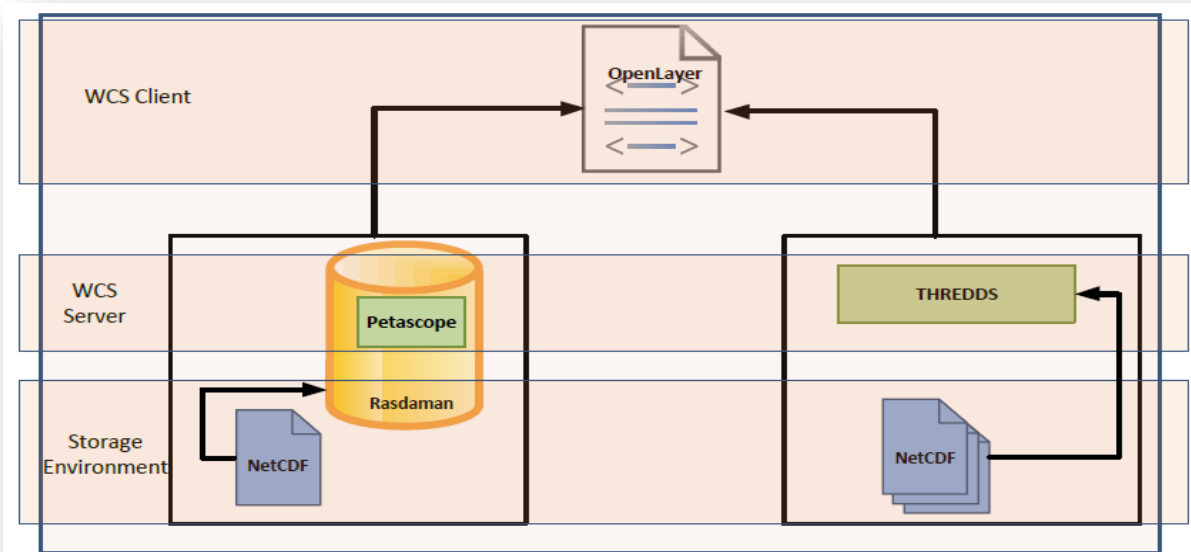 OpenLayer
WCS Client
WCS
Server
Petascope
THREDDS
Rasdaman
Storage
Environment
NetCDF
NetCDF